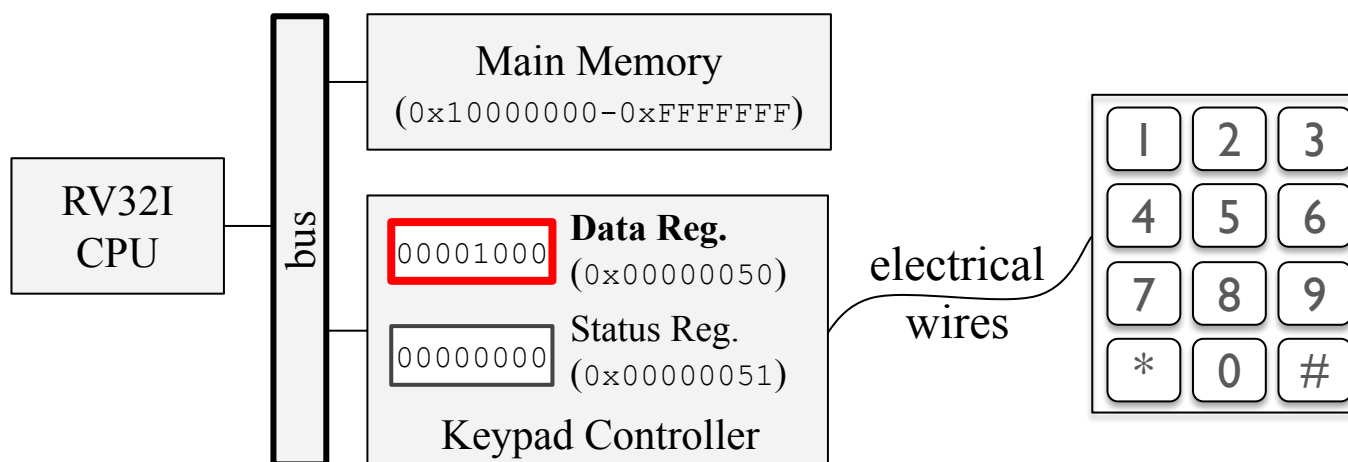 Main Memory
(0x10000000-0xFFFFFFF)
RV32I
CPU
bus
00001000
Data Reg.
(0x00000050)
00000000
Status Reg.
(0x00000051)
Keypad Controller
electrical
wires
1 2 3
4 5 6
7 8 9
* 0 #